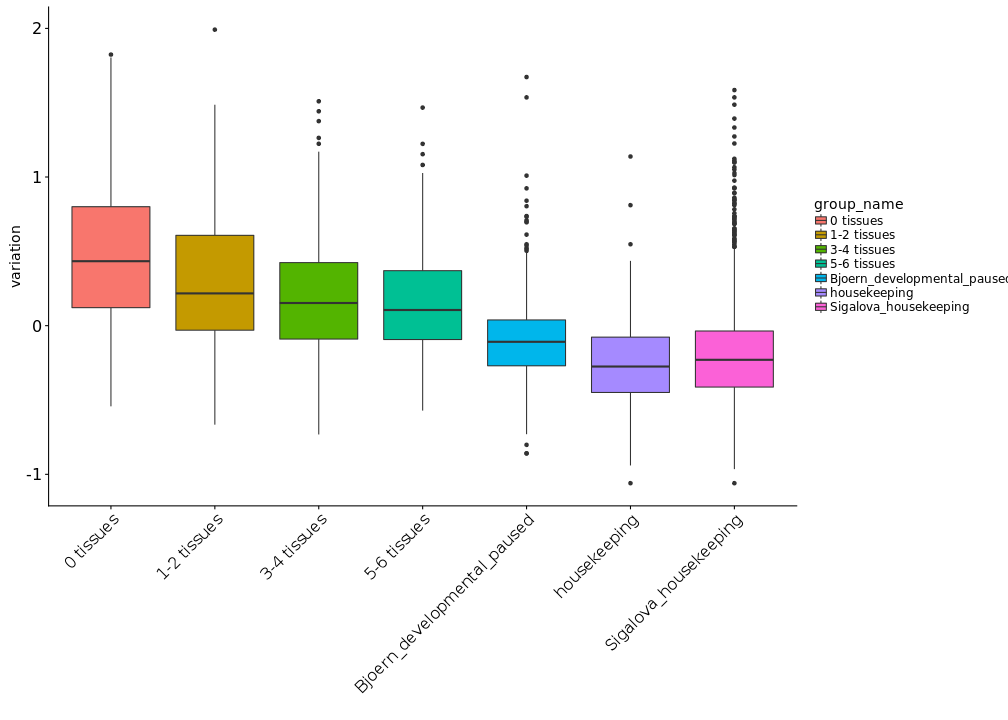 2
1
0
-1
variation
0 tissues
1-2 tissues
3-4 tissues
5-6 tissues
Bjoern_developmental_paused
housekeeping
Sigalova_housekeeping
group_name
0 tissues
1-2 tissues
3-4 tissues
5-6 tissues
Bjoern_developmental_paused
housekeeping
Sigalova_housekeeping